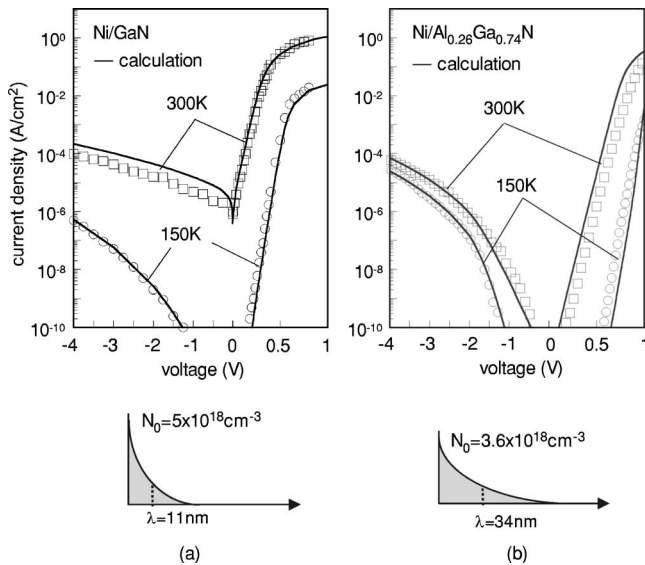 Ni/GaN
— calculation
300K
150K
current density (A/cm²)
10⁰
10⁻²
10⁻⁴
10⁻⁶
10⁻⁸
10⁻¹⁰
-4 -3 -2 -1 0 0.5 1
voltage (V)
N₀=5x10¹⁸cm⁻³
λ=11nm
(a)
Ni/Al₀.₂₆Ga₀.₇₄N
— calculation
300K
150K
10⁰
10⁻²
10⁻⁴
10⁻⁶
10⁻⁸
10⁻¹⁰
-4 -3 -2 -1 0 0.5 1
voltage (V)
N₀=3.6x10¹⁸cm⁻³
λ=34nm
(b)